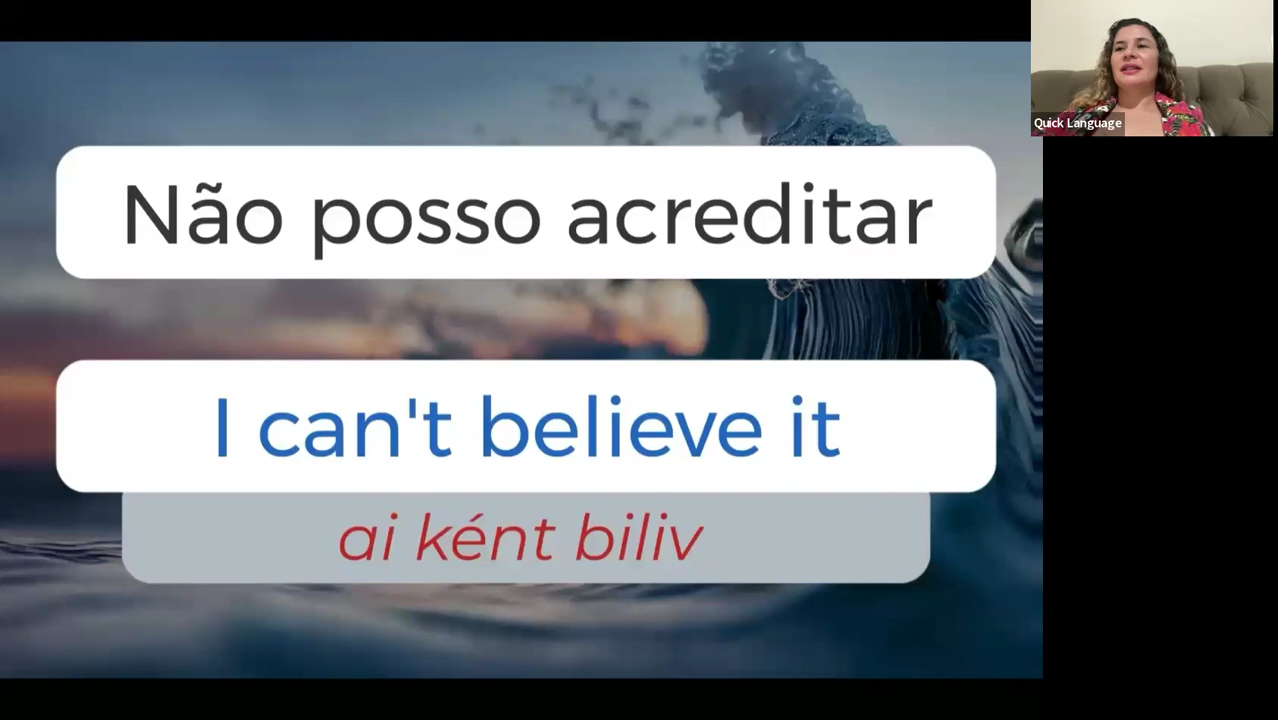 Não posso acreditar
I can't believe it
ai ként biliv
Quick Language